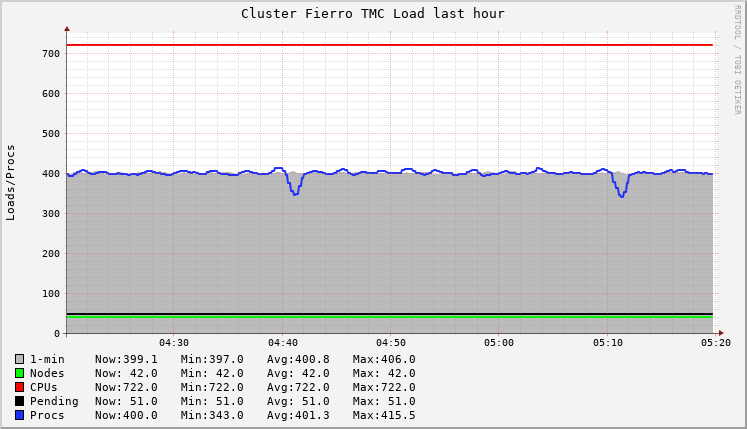 Cluster Fierro TMC Load last hour
RRDTOOL / TOBI OETIKER
Loads/Procs
700
600
500
400
300
200
100
0
04:30 04:40 04:50 05:00 05:10 05:20
1-min Now:399.1 Min:397.0 Avg:400.8 Max:406.0
Nodes Now: 42.0 Min: 42.0 Avg: 42.0 Max: 42.0
CPUs Now:722.0 Min:722.0 Avg:722.0 Max:722.0
Pending Now: 51.0 Min: 51.0 Avg: 51.0 Max: 51.0
Procs Now:400.0 Min:343.0 Avg:401.3 Max:415.5